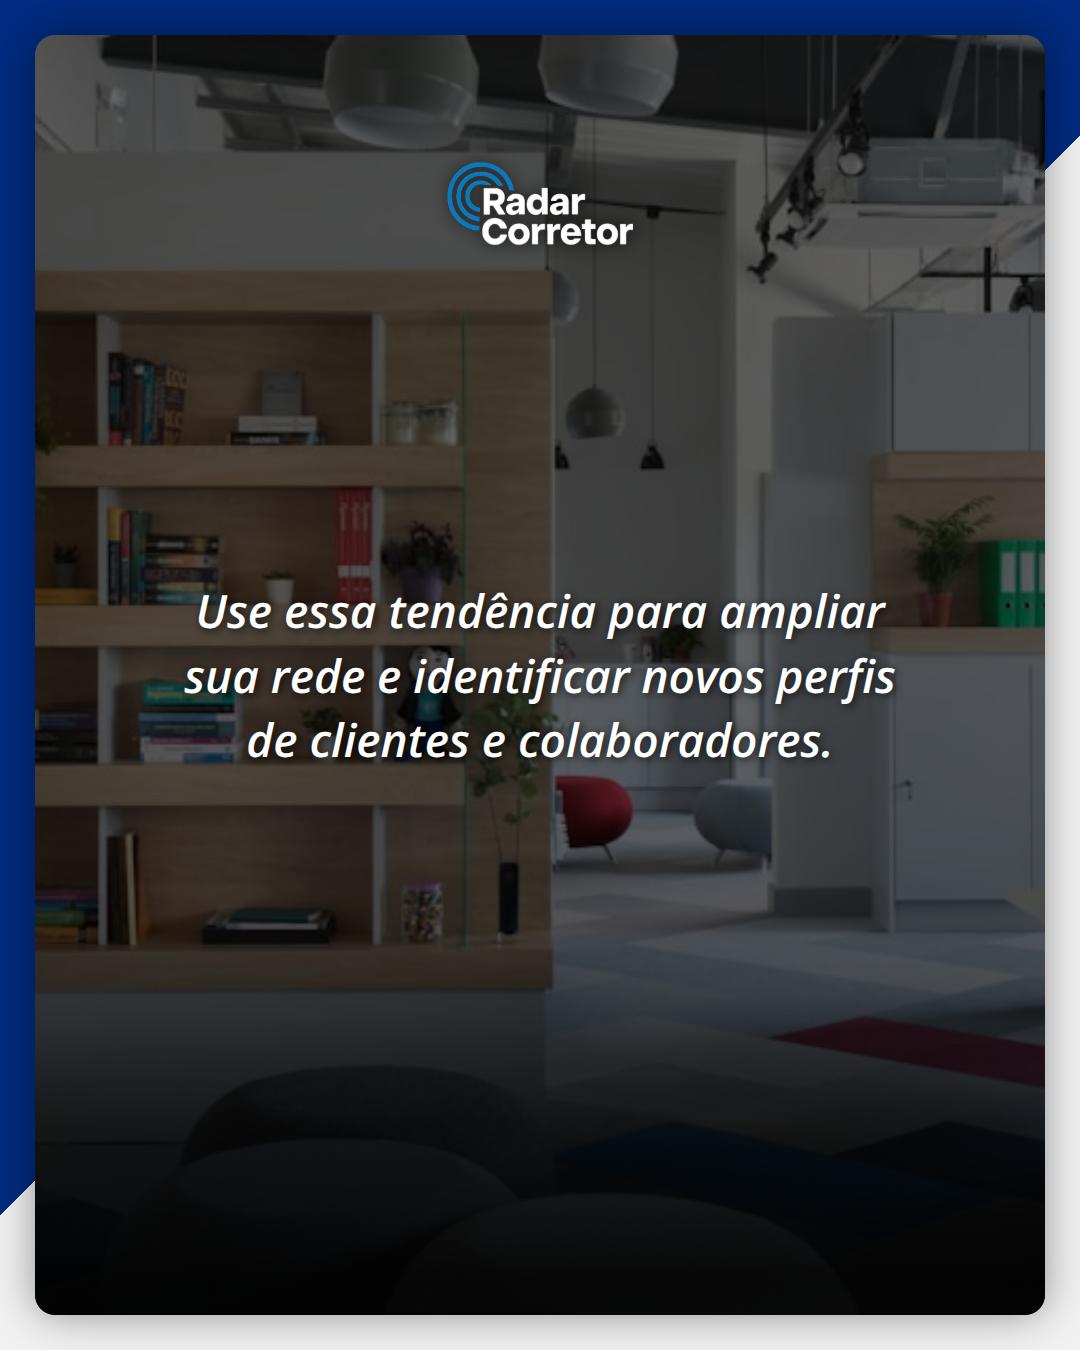 Radar
Corretor
Use essa tendência para ampliar
sua rede e identificar novos perfis
de clientes e colaboradores.